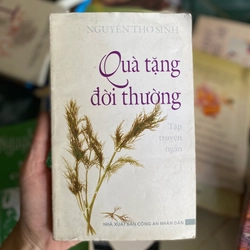 NGUYỄN THỌ SINH
Quà tặng
đời thường
Tập
truyện
ngắn
NHÀ XUẤT BẢN CÔNG AN NHÂN DÂN